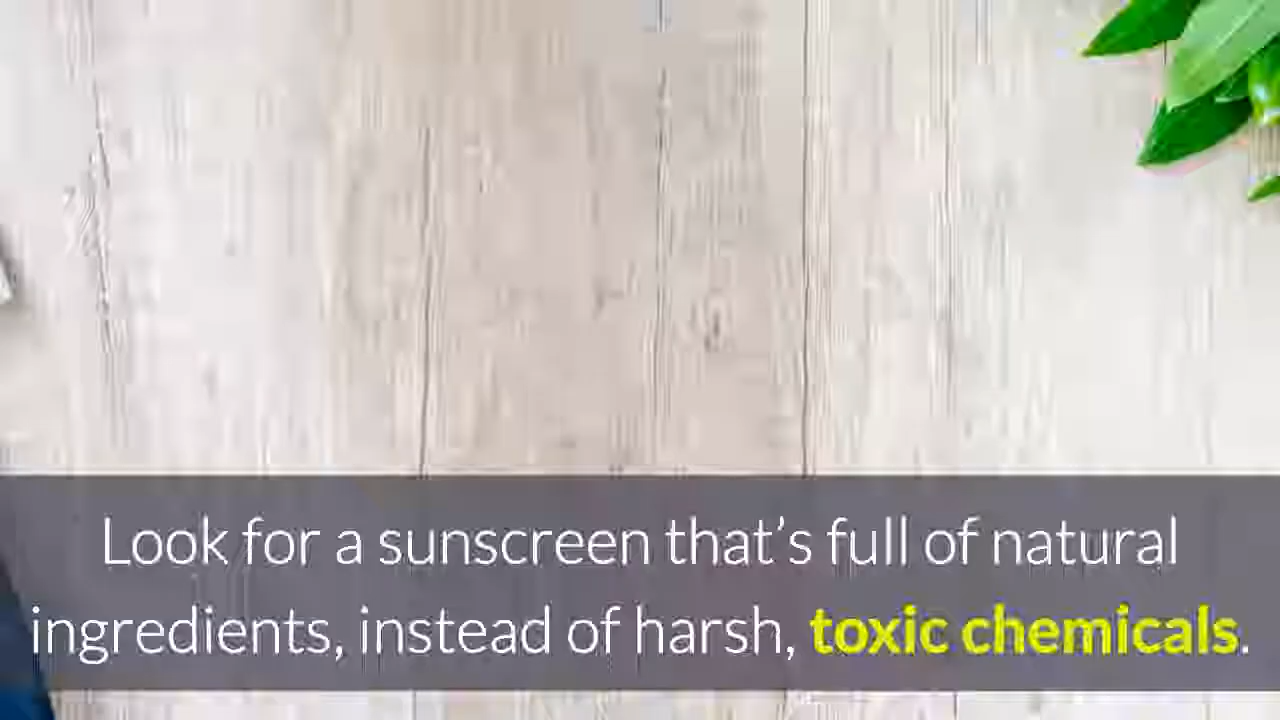 Look for a sunscreen that’s full of natural
ingredients, instead of harsh, toxic chemicals.